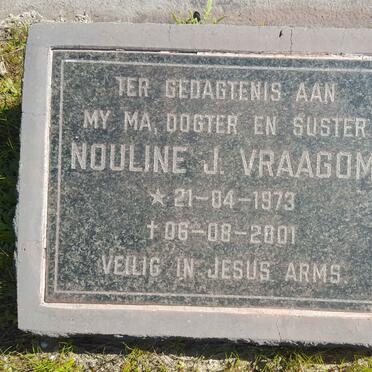 TER GEDAGTENIS AAN
MY MA, DOGTER EN SUSTER
NOULINE J. VRAAGOM
★ 21-04-1973
✝ 06-08-2001
VEILIG IN JESUS ARMS